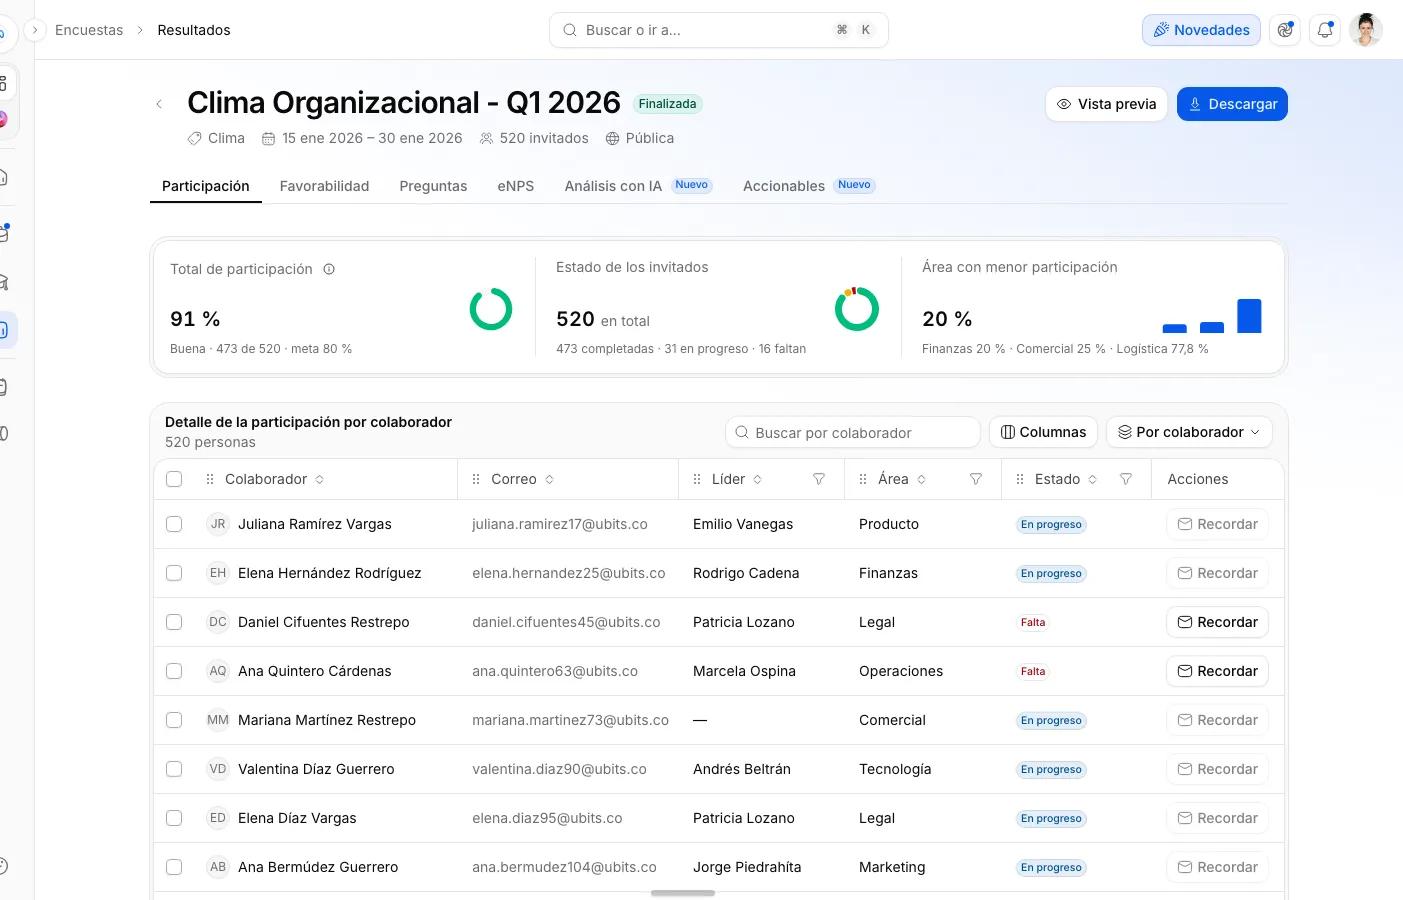 Encuestas > Resultados
Buscar o ir a... ⌘ K
Novedades
Clima Organizacional - Q1 2026 Finalizada
Vista previa Descargar
Clima 15 ene 2026 – 30 ene 2026 520 invitados Pública
Participación Favorabilidad Preguntas eNPS Análisis con IA Nuevo Accionables Nuevo
Total de participación
91 %
Buena · 473 de 520 · meta 80 %
Estado de los invitados
520 en total
473 completadas · 31 en progreso · 16 faltan
Área con menor participación
20 %
Finanzas 20 % · Comercial 25 % · Logística 77,8 %
Detalle de la participación por colaborador
520 personas
Buscar por colaborador Columnas Por colaborador
Colaborador Correo Líder Área Estado Acciones
JR Juliana Ramírez Vargas juliana.ramirez17@ubits.co Emilio Vanegas Producto En progreso Recordar
EH Elena Hernández Rodríguez elena.hernandez25@ubits.co Rodrigo Cadena Finanzas En progreso Recordar
DC Daniel Cifuentes Restrepo daniel.cifuentes45@ubits.co Patricia Lozano Legal Falta Recordar
AQ Ana Quintero Cárdenas ana.quintero63@ubits.co Marcela Ospina Operaciones Falta Recordar
MM Mariana Martínez Restrepo mariana.martinez73@ubits.co — Comercial En progreso Recordar
VD Valentina Díaz Guerrero valentina.diaz90@ubits.co Andrés Beltrán Tecnología En progreso Recordar
ED Elena Díaz Vargas elena.diaz95@ubits.co Patricia Lozano Legal En progreso Recordar
AB Ana Bermúdez Guerrero ana.bermudez104@ubits.co Jorge Piedrahíta Marketing En progreso Recordar